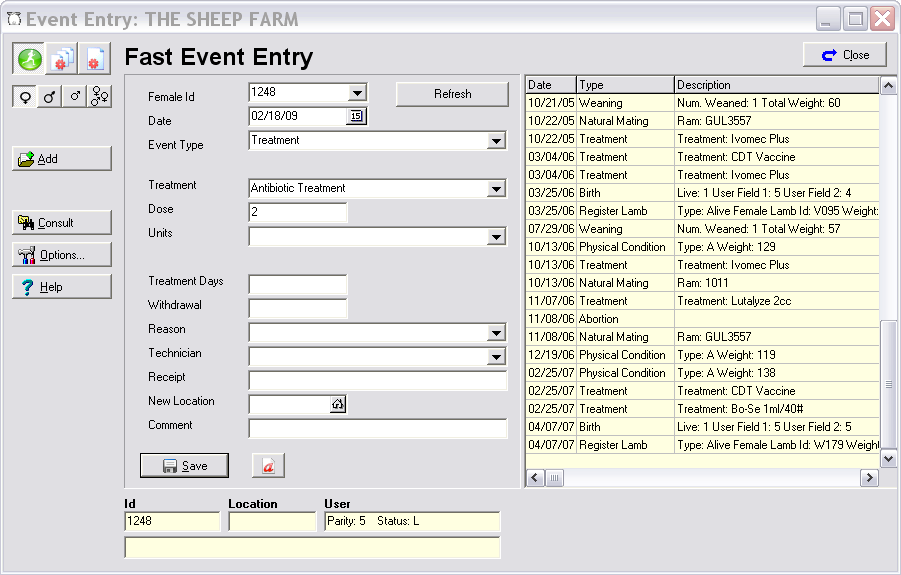 Event Entry: THE SHEEP FARM
Fast Event Entry
Close
Add
Consult
Options...
Help
Female Id 1248 Refresh
Date 02/18/09 15
Event Type Treatment
Treatment Antibiotic Treatment
Dose 2
Units
Treatment Days
Withdrawal
Reason
Technician
Receipt
New Location
Comment
Save
Date Type Description
10/21/05 Weaning Num. Weaned: 1 Total Weight: 60
10/22/05 Natural Mating Ram: GUL3557
10/22/05 Treatment Treatment: Ivomec Plus
03/04/06 Treatment Treatment: CDT Vaccine
03/04/06 Treatment Treatment: Ivomec Plus
03/25/06 Birth Live: 1 User Field 1: 5 User Field 2: 4
03/25/06 Register Lamb Type: Alive Female Lamb Id: V095 Weight:
07/29/06 Weaning Num. Weaned: 1 Total Weight: 57
10/13/06 Physical Condition Type: A Weight: 129
10/13/06 Treatment Treatment: Ivomec Plus
10/13/06 Natural Mating Ram: 1011
11/07/06 Treatment Treatment: Lutalyze 2cc
11/08/06 Abortion
11/08/06 Natural Mating Ram: GUL3557
12/19/06 Physical Condition Type: A Weight: 119
02/25/07 Physical Condition Type: A Weight: 138
02/25/07 Treatment Treatment: CDT Vaccine
02/25/07 Treatment Treatment: Bo-Se 1ml/40#
04/07/07 Birth Live: 1 User Field 1: 5 User Field 2: 5
04/07/07 Register Lamb Type: Alive Female Lamb Id: W179 Weight
Id Location User
1248 Parity: 5 Status: L